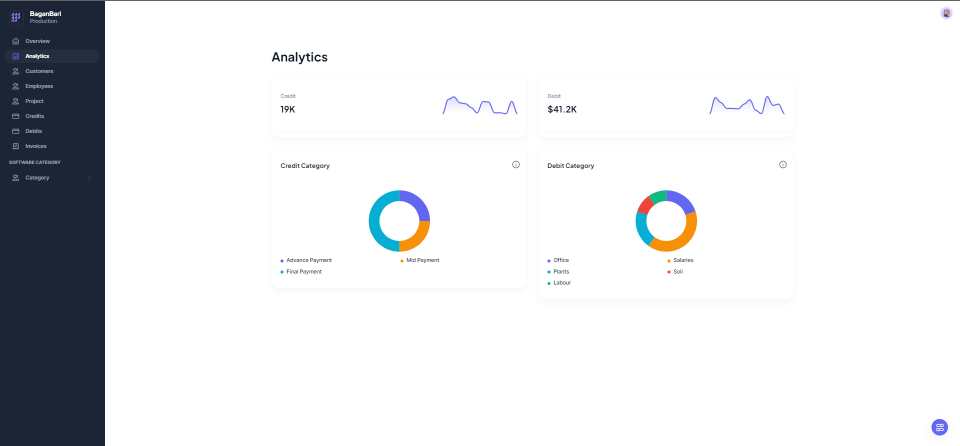 BaganBari
Production
Overview
Analytics
Customers
Employees
Project
Credits
Debits
Invoices
SOFTWARE CATEGORY
Category
Analytics
Credit
19K
Debit
$41.2K
Credit Category
Advance Payment
Mid Payment
Final Payment
Debit Category
Office
Salaries
Plants
Soil
Labour